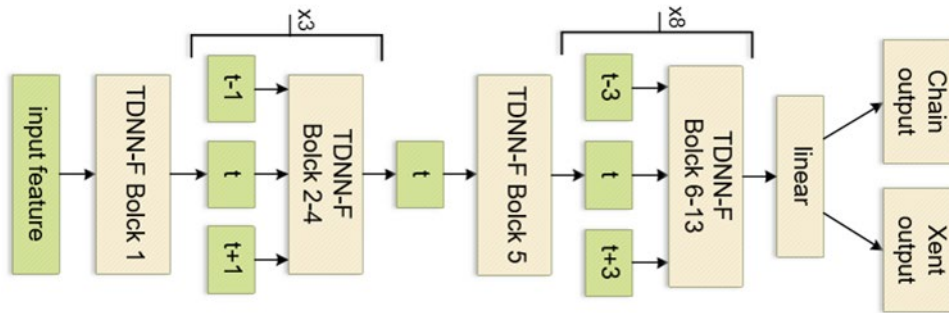 x3
x8
input feature
TDNN-F Bolck 1
t-1
t
t+1
TDNN-F
Bolck 2-4
t
TDNN-F Bolck 5
t-3
t
t+3
TDNN-F
Bolck 6-13
linear
Chain
output
Xent
output